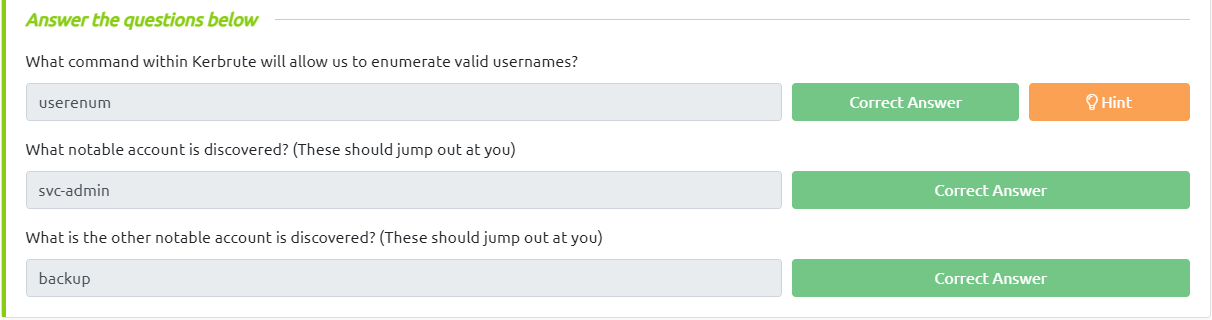 Answer the questions below
What command within Kerbrute will allow us to enumerate valid usernames?
userenum Correct Answer Hint
What notable account is discovered? (These should jump out at you)
svc-admin Correct Answer
What is the other notable account is discovered? (These should jump out at you)
backup Correct Answer